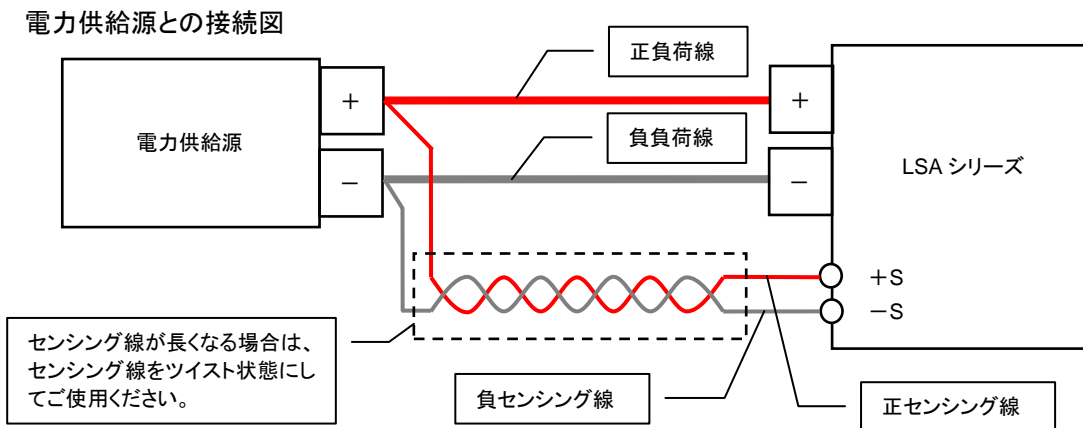 電力供給源との接続図
正負荷線
+
+
電力供給源
負負荷線
−
−
LSA シリーズ
+S
−S
センシング線が長くなる場合は、
センシング線をツイスト状態にし
てご使用ください。
負センシング線
正センシング線